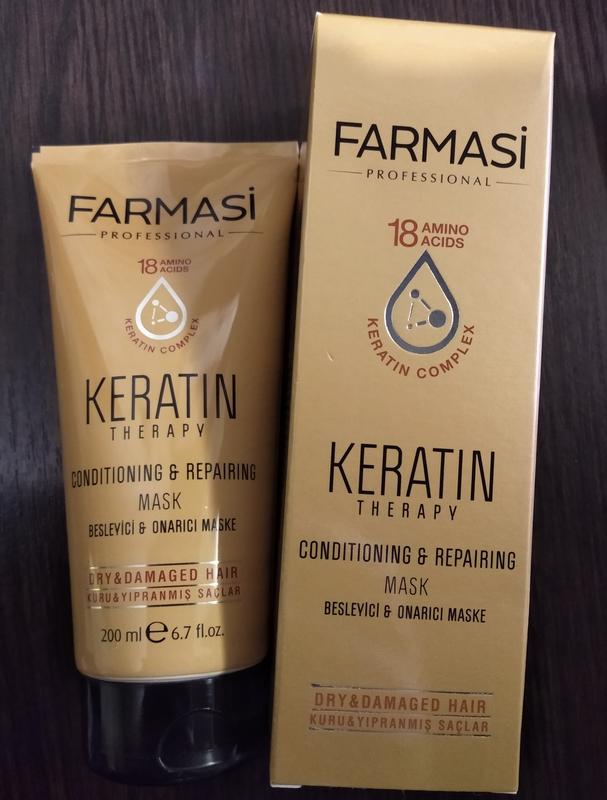 FARMASİ
PROFESSIONAL
18 AMINO
ACIDS
KERATIN COMPLEX
KERATIN
THERAPY
CONDITIONING & REPAIRING
MASK
BESLEYİCİ & ONARICI MASKE
DRY&DAMAGED HAIR
KURU&YIPRANMIŞ SAÇLAR
200 ml ℮ 6.7 fl.oz.
FARMASİ
PROFESSIONAL
18 AMINO
ACIDS
KERATIN COMPLEX
KERATIN
THERAPY
CONDITIONING & REPAIRING
MASK
BESLEYİCİ & ONARICI MASKE
DRY&DAMAGED HAIR
KURU&YIPRANMIŞ SAÇLAR